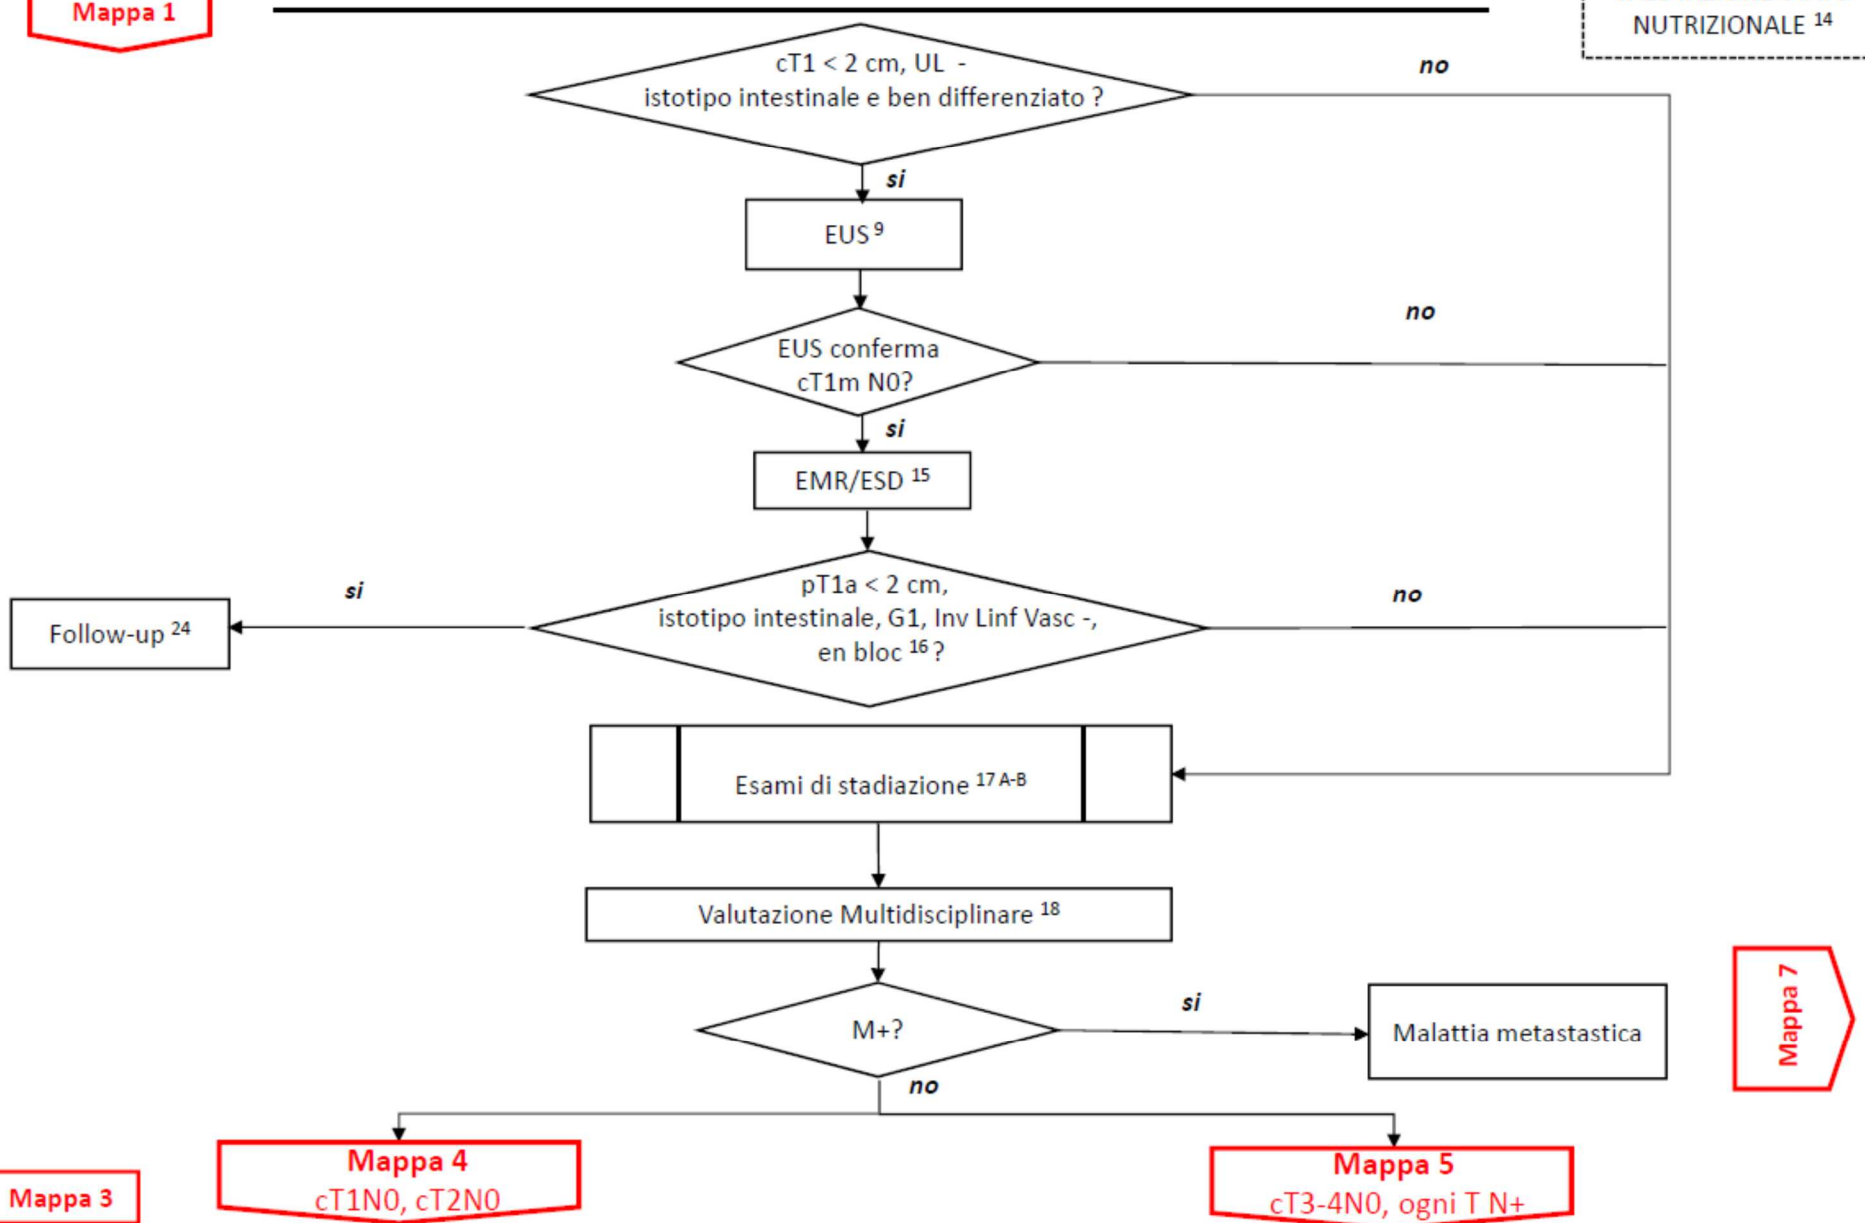 Mappa 1
NUTRIZIONALE 14
cT1 < 2 cm, UL -
istotipo intestinale e ben differenziato ?
no
si
EUS 9
EUS conferma
cT1m N0?
no
si
EMR/ESD 15
pT1a < 2 cm,
istotipo intestinale, G1, Inv Linf Vasc -,
en bloc 16 ?
si
no
Follow-up 24
Esami di stadiazione 17 A-B
Valutazione Multidisciplinare 18
M+?
si
Malattia metastastica
Mappa 7
no
Mappa 4
cT1N0, cT2N0
Mappa 5
cT3-4N0, ogni T N+
Mappa 3